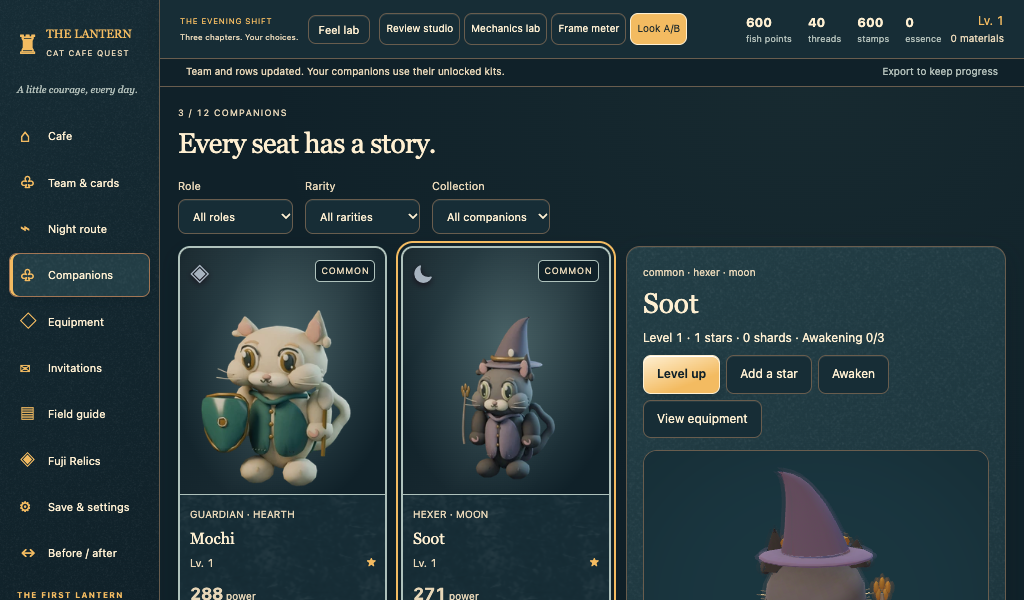 THE LANTERN
CAT CAFE QUEST
A little courage, every day.
Cafe
Team & cards
Night route
Companions
Equipment
Invitations
Field guide
Fuji Relics
Save & settings
Before / after
THE FIRST LANTERN
THE EVENING SHIFT
Three chapters. Your choices.
Feel lab
Review studio
Mechanics lab
Frame meter
Look A/B
600
fish points
40
threads
600
stamps
0
essence
Lv. 1
0 materials
Team and rows updated. Your companions use their unlocked kits.
Export to keep progress
3 / 12 COMPANIONS
Every seat has a story.
Role
Rarity
Collection
All roles
All rarities
All companions
COMMON
GUARDIAN · HEARTH
Mochi
Lv. 1
288 power
COMMON
HEXER · MOON
Soot
Lv. 1
271 power
common · hexer · moon
Soot
Level 1 · 1 stars · 0 shards · Awakening 0/3
Level up
Add a star
Awaken
View equipment